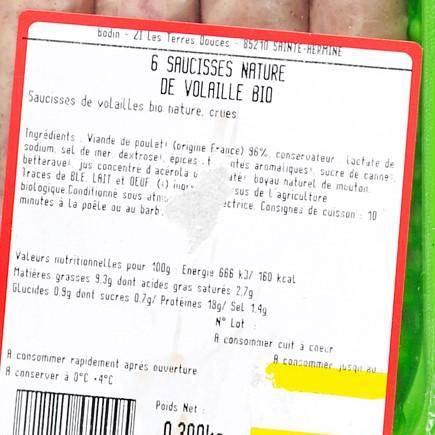 Bodin - ZI Les Terres Douces - 85210 SAINTE-HERMINE
6 SAUCISSES NATURE
DE VOLAILLE BIO
Saucisses de volailles bio nature, crues
Ingrédients : Viande de poulet* (origine France) 96%, conservateur : lactate de
sodium, sel de mer, dextrose*, épices aromatiques*, sucre de canne*,
betterave*, jus concentré d'acérola boyau naturel de mouton.
Traces de BLE, LAIT et OEUF. (*) de l'agriculture
biologique.Conditionné sous Consignes de cuisson : 10
minutes à la poêle ou au barb
Valeurs nutritionnelles pour 100g : Energie 666 kJ/ 160 kcal
Matières grasses 9.3g dont acides gras saturés 2.7g
Glucides 0.9g dont sucres 0.7g/ Protéines 18g/ Sel 1.4g
N° Lot :
A consommer cuit à coeur
A consommer rapidement après ouverture
A consommer jusqu'au
A conserver à 0°C +4°C
Poids Net :